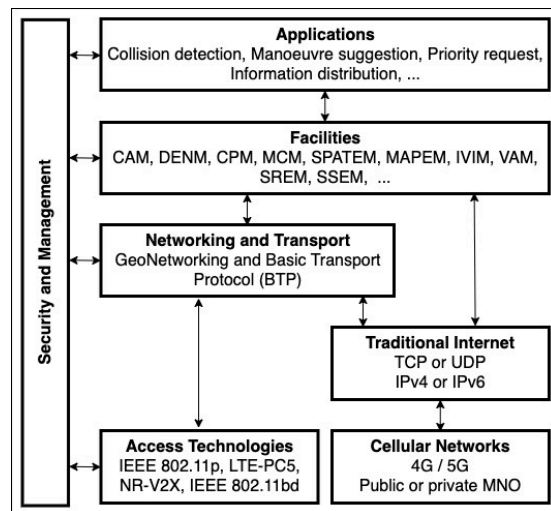 Security and Management
Applications
Collision detection, Manoeuvre suggestion, Priority request,
Information distribution, ...
Facilities
CAM, DENM, CPM, MCM, SPATEM, MAPEM, IVIM, VAM,
SREM, SSEM, ...
Networking and Transport
GeoNetworking and Basic Transport
Protocol (BTP)
Traditional Internet
TCP or UDP
IPv4 or IPv6
Access Technologies
IEEE 802.11p, LTE-PC5,
NR-V2X, IEEE 802.11bd
Cellular Networks
4G / 5G
Public or private MNO